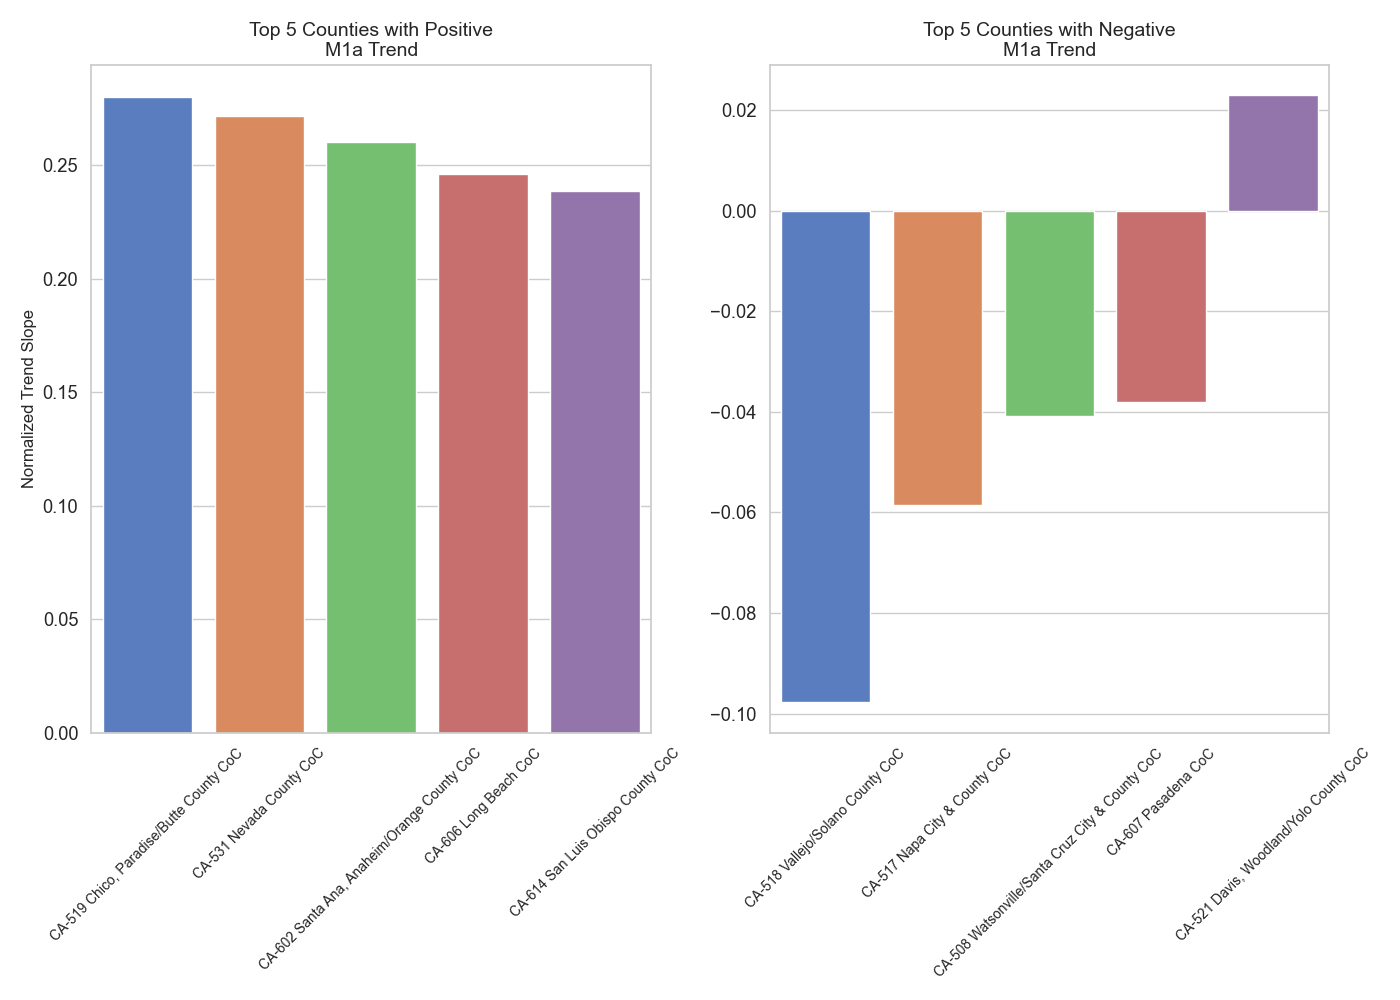 Top 5 Counties with Positive
M1a Trend
Normalized Trend Slope
0.25
0.20
0.15
0.10
0.05
0.00
CA-519 Chico, Paradise/Butte County CoC
CA-531 Nevada County CoC
CA-602 Santa Ana, Anaheim/Orange County CoC
CA-606 Long Beach CoC
CA-614 San Luis Obispo County CoC
Top 5 Counties with Negative
M1a Trend
0.02
0.00
−0.02
−0.04
−0.06
−0.08
−0.10
CA-518 Vallejo/Solano County CoC
CA-517 Napa City & County CoC
CA-508 Watsonville/Santa Cruz City & County CoC
CA-607 Pasadena CoC
CA-521 Davis, Woodland/Yolo County CoC